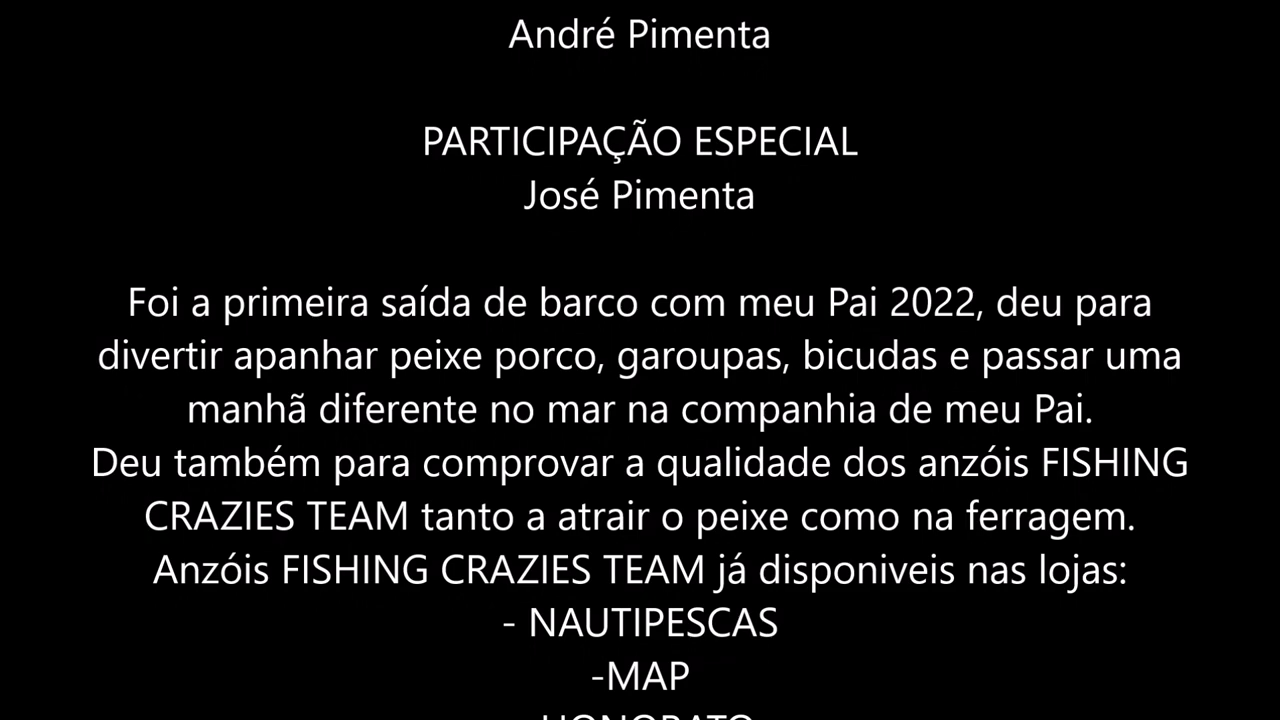 André Pimenta
PARTICIPAÇÃO ESPECIAL
José Pimenta
Foi a primeira saída de barco com meu Pai 2022, deu para
divertir apanhar peixe porco, garoupas, bicudas e passar uma
manhã diferente no mar na companhia de meu Pai.
Deu também para comprovar a qualidade dos anzóis FISHING
CRAZIES TEAM tanto a atrair o peixe como na ferragem.
Anzóis FISHING CRAZIES TEAM já disponiveis nas lojas:
- NAUTIPESCAS
-MAP